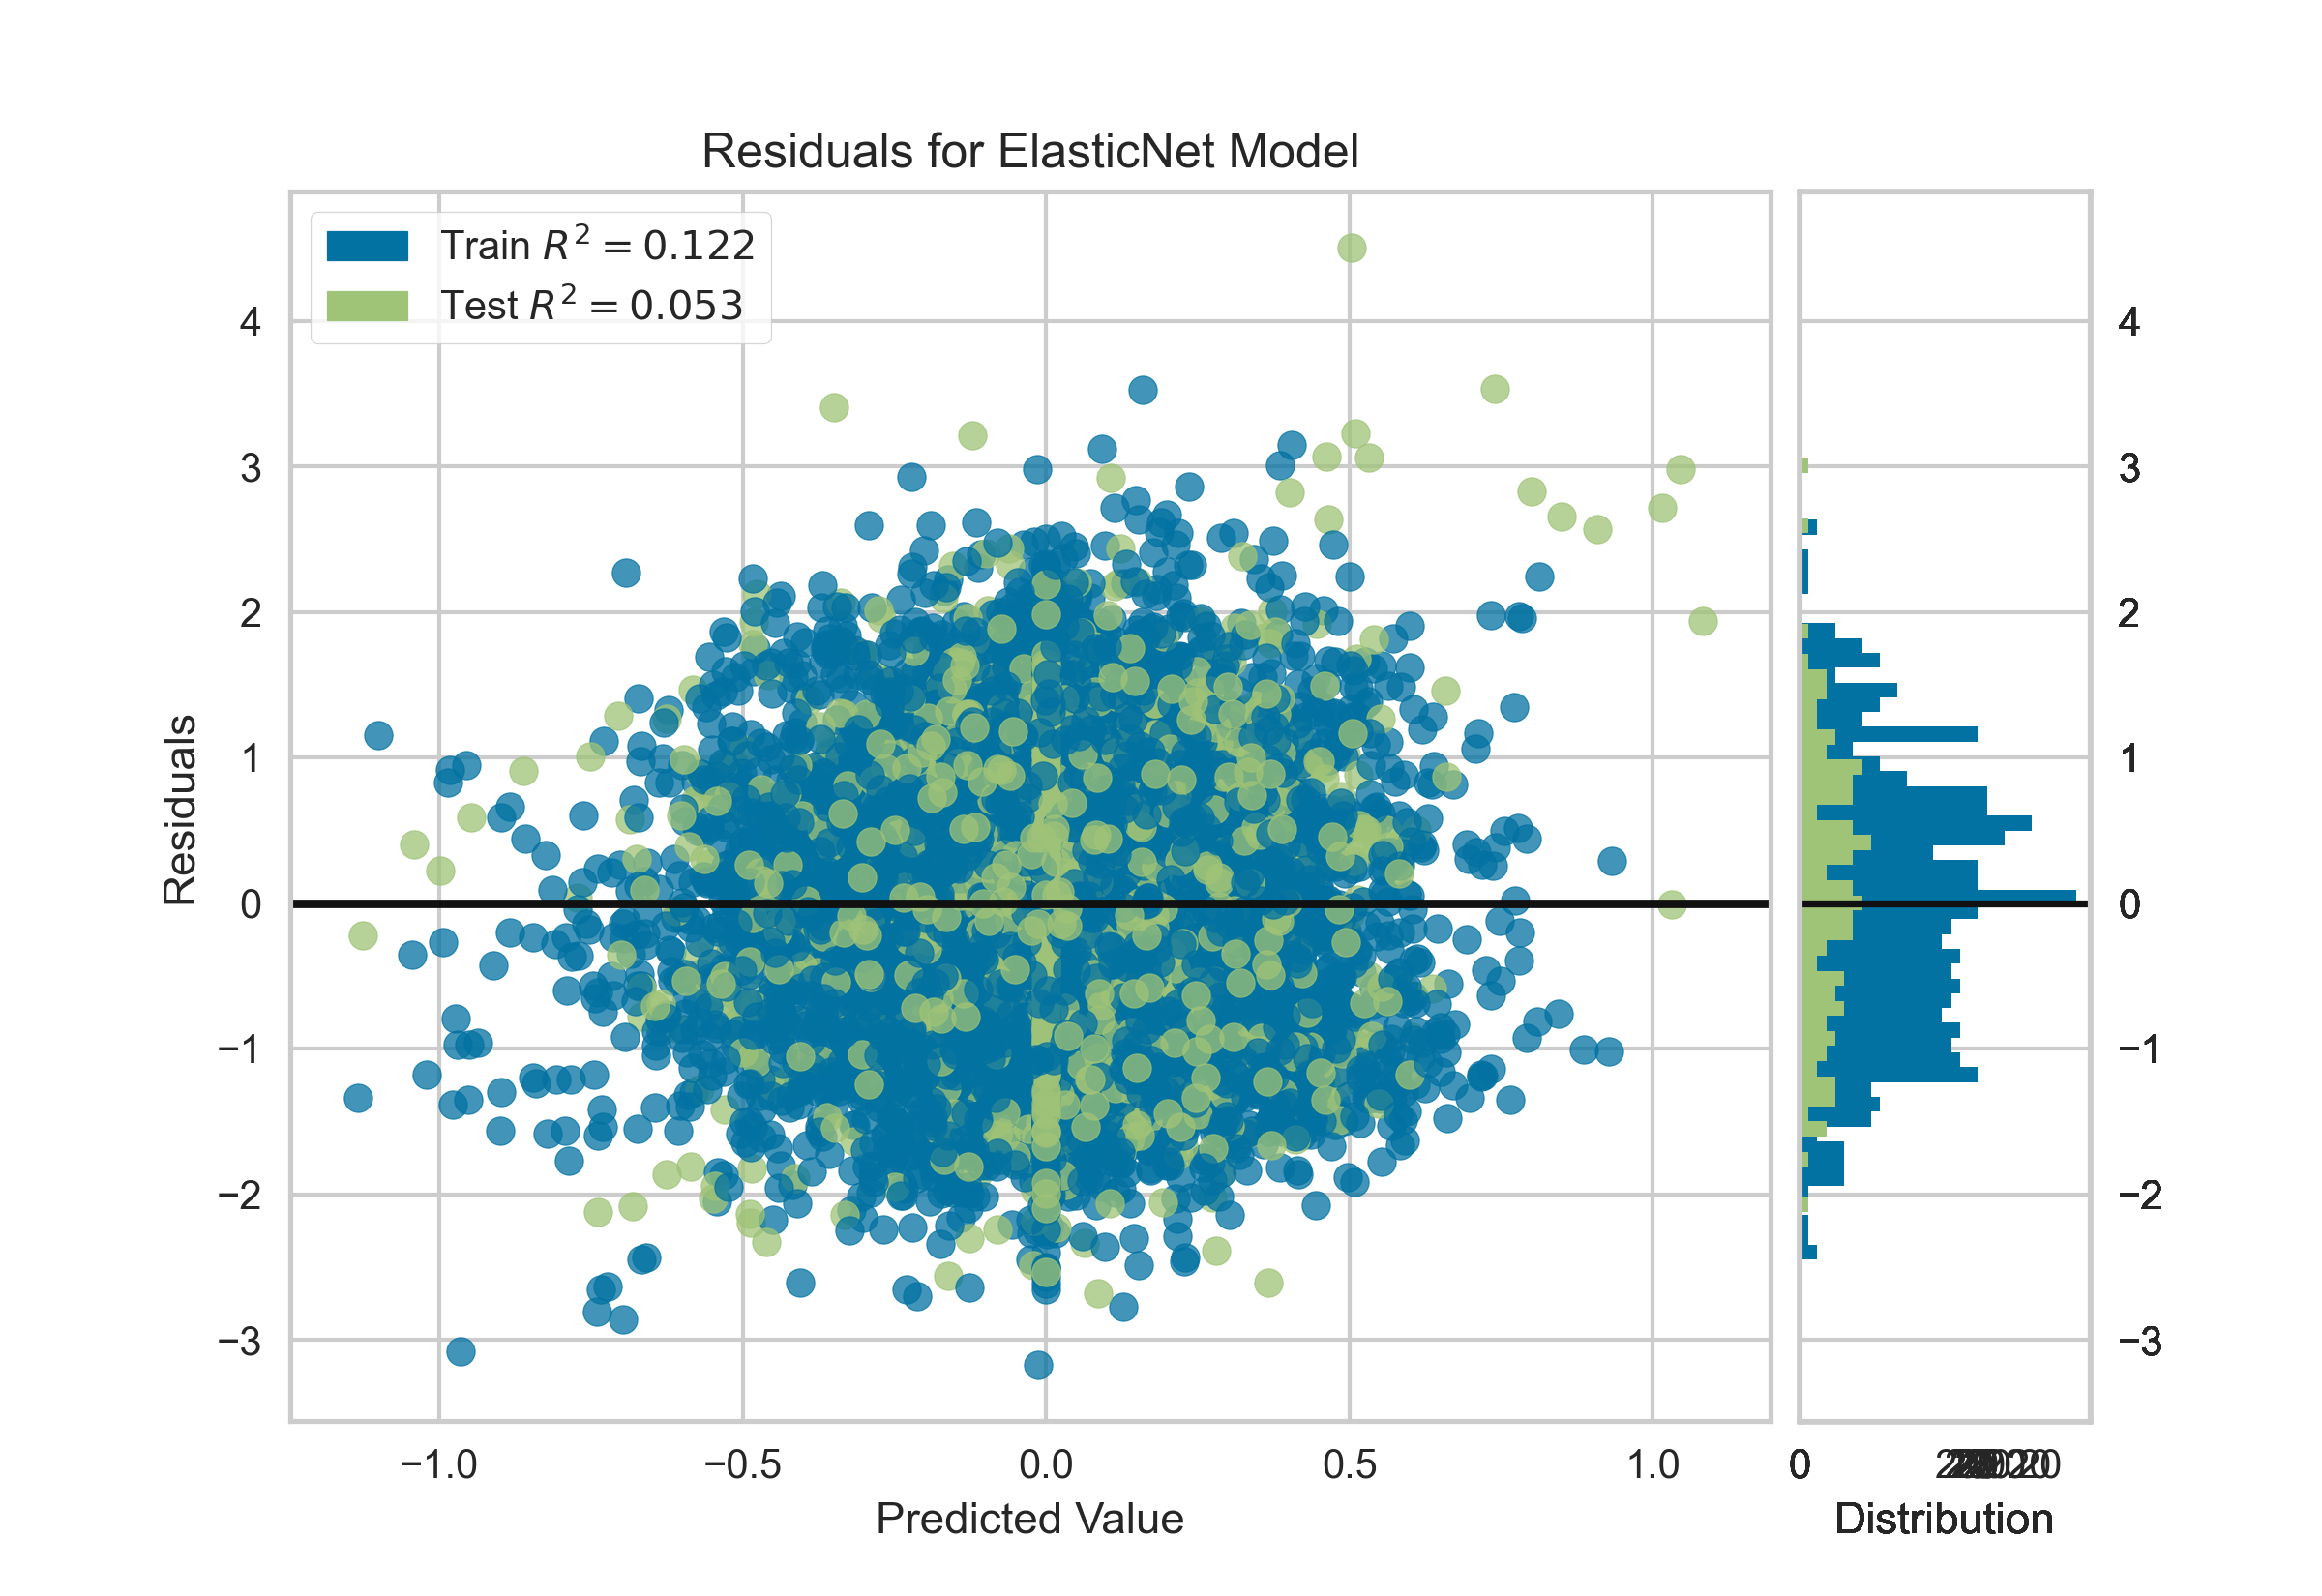 Residuals for ElasticNet Model
Train R² = 0.122
Test R² = 0.053
Residuals
4
3
2
1
0
−1
−2
−3
−1.0 −0.5 0.0 0.5 1.0
Predicted Value
4
3
2
1
0
−1
−2
−3
0
Distribution